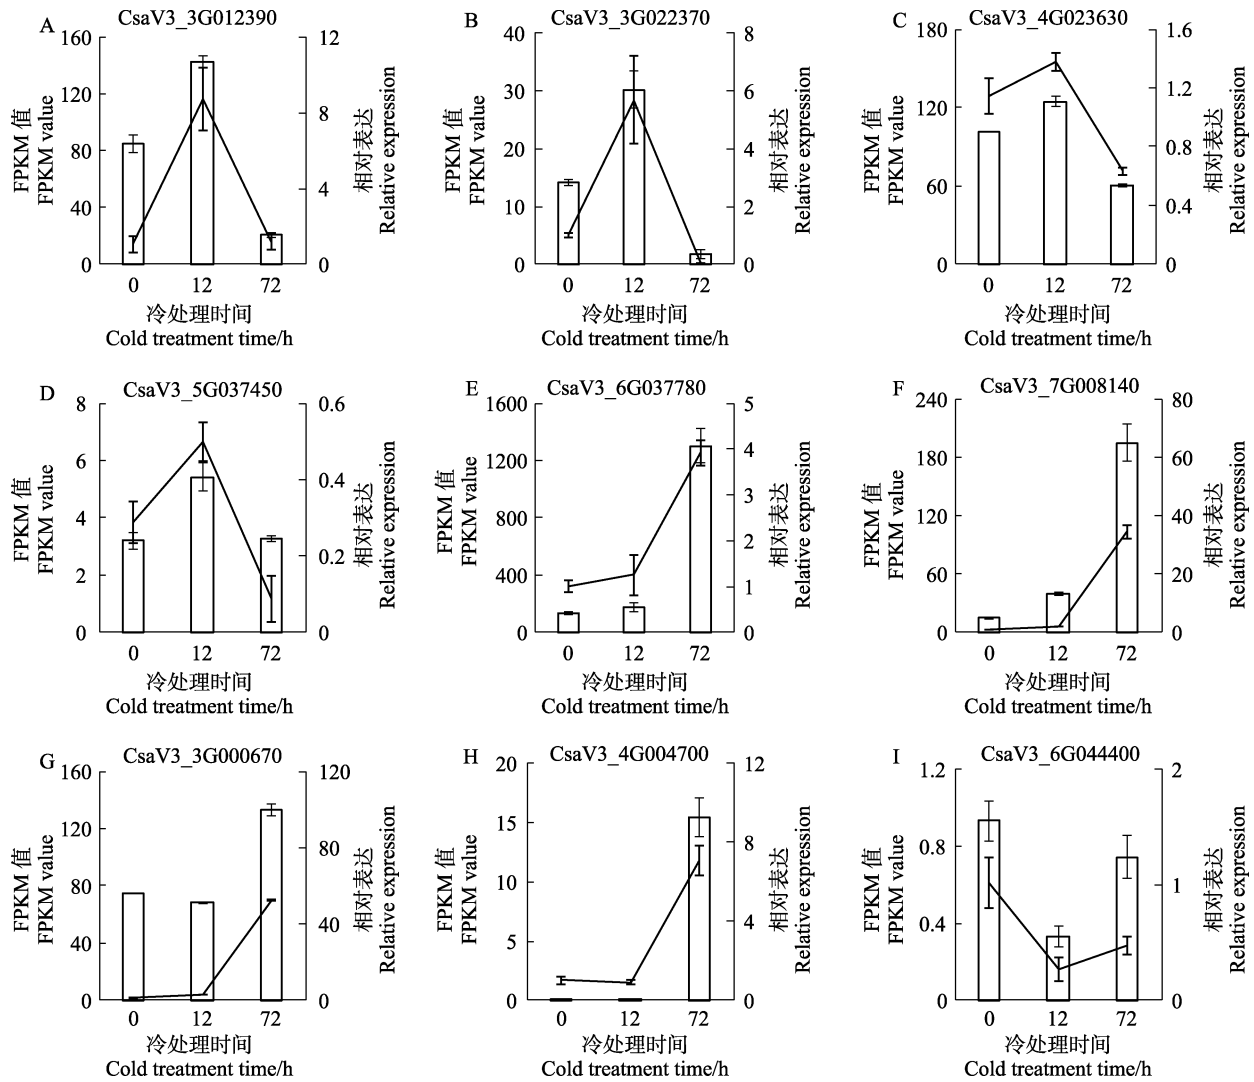 A
CsaV3_3G012390
160
120
80
40
0
12
8
4
0
FPKM 值
FPKM value
相对表达
Relative expression
0 12 72
冷处理时间
Cold treatment time/h
B
CsaV3_3G022370
40
30
20
10
0
8
6
4
2
0
FPKM 值
FPKM value
相对表达
Relative expression
0 12 72
冷处理时间
Cold treatment time/h
C
CsaV3_4G023630
180
120
60
0
1.6
1.2
0.8
0.4
0
FPKM 值
FPKM value
相对表达
Relative expression
0 12 72
冷处理时间
Cold treatment time/h
D
CsaV3_5G037450
8
6
4
2
0
0.6
0.4
0.2
0
FPKM 值
FPKM value
相对表达
Relative expression
0 12 72
冷处理时间
Cold treatment time/h
E
CsaV3_6G037780
1600
1200
800
400
0
5
4
3
2
1
0
FPKM 值
FPKM value
相对表达
Relative expression
0 12 72
冷处理时间
Cold treatment time/h
F
CsaV3_7G008140
240
180
120
60
0
80
60
40
20
0
FPKM 值
FPKM value
相对表达
Relative expression
0 12 72
冷处理时间
Cold treatment time/h
G
CsaV3_3G000670
160
120
80
40
0
120
80
40
0
FPKM 值
FPKM value
相对表达
Relative expression
0 12 72
冷处理时间
Cold treatment time/h
H
CsaV3_4G004700
20
15
10
5
0
12
8
4
0
FPKM 值
FPKM value
相对表达
Relative expression
0 12 72
冷处理时间
Cold treatment time/h
I
CsaV3_6G044400
1.2
0.8
0.4
0
2
1
0
FPKM 值
FPKM value
相对表达
Relative expression
0 12 72
冷处理时间
Cold treatment time/h